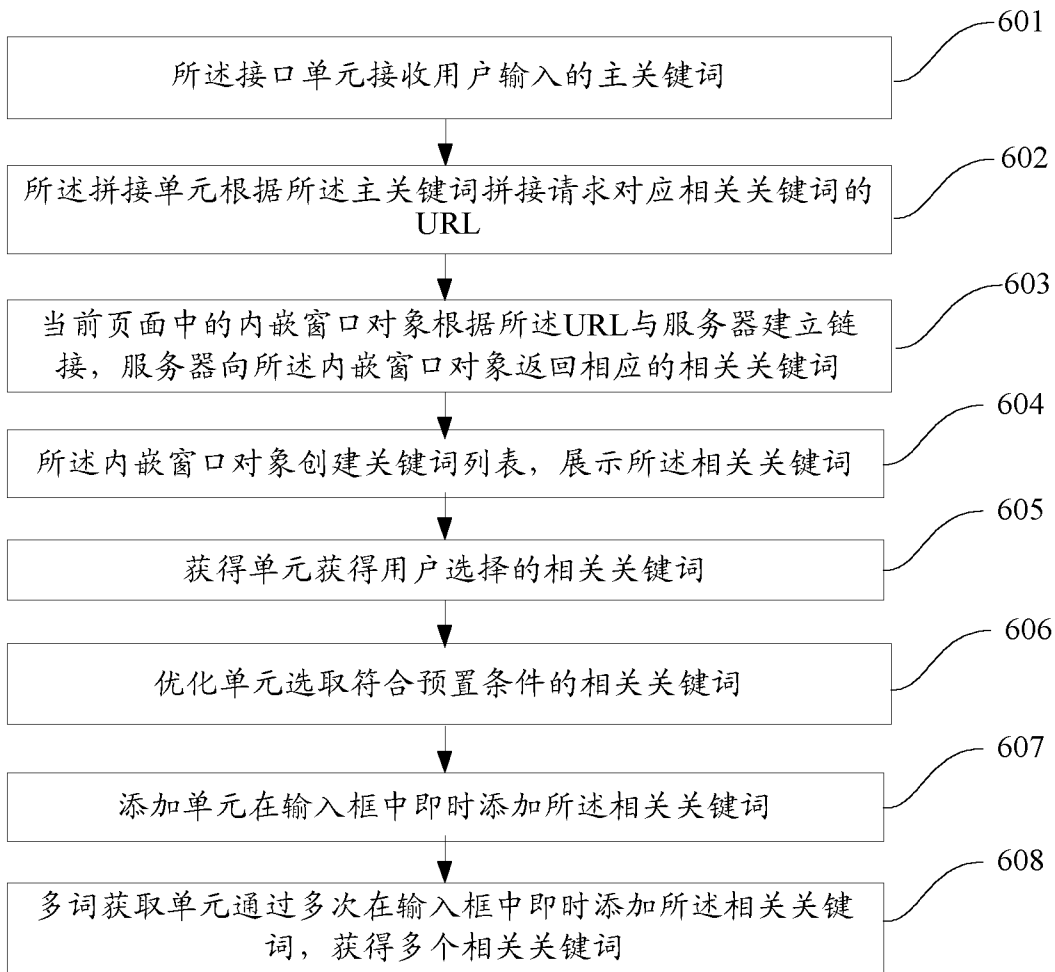 601
所述接口单元接收用户输入的主关键词
602
所述拼接单元根据所述主关键词拼接请求对应相关关键词的
URL
603
当前页面中的内嵌窗口对象根据所述URL与服务器建立链
接，服务器向所述内嵌窗口对象返回相应的相关关键词
604
所述内嵌窗口对象创建关键词列表，展示所述相关关键词
605
获得单元获得用户选择的相关关键词
606
优化单元选取符合预置条件的相关关键词
607
添加单元在输入框中即时添加所述相关关键词
608
多词获取单元通过多次在输入框中即时添加所述相关关键
词，获得多个相关关键词